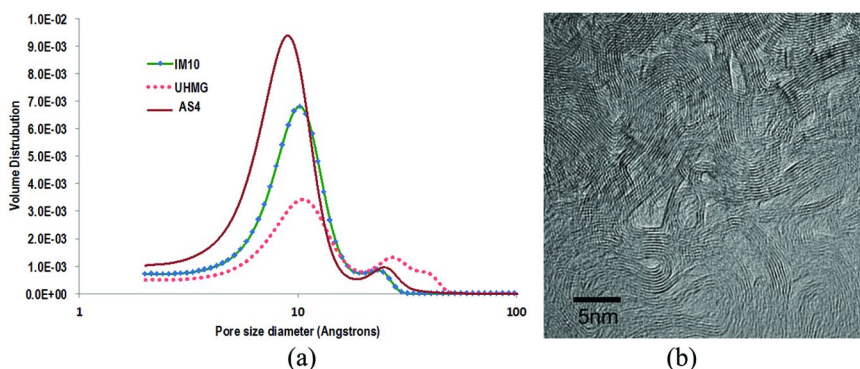 1.0E-02
9.0E-03
8.0E-03
7.0E-03
6.0E-03
5.0E-03
4.0E-03
3.0E-03
2.0E-03
1.0E-03
0.0E+00
Volume Distrubution
IM10
UHMG
AS4
1 10 100
Pore size diameter (Angstrons)
(a)
5nm
(b)